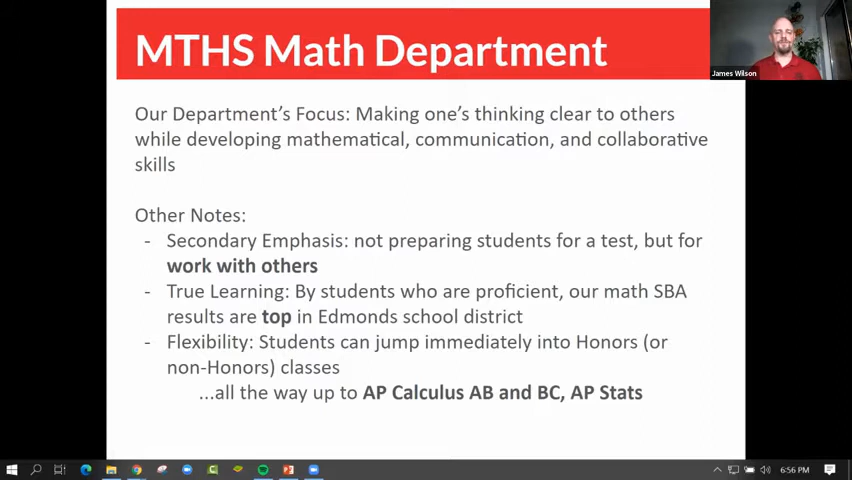 MTHS Math Department
James Wilson
Our Department's Focus: Making one's thinking clear to others
while developing mathematical, communication, and collaborative
skills
Other Notes:
- Secondary Emphasis: not preparing students for a test, but for
work with others
- True Learning: By students who are proficient, our math SBA
results are top in Edmonds school district
- Flexibility: Students can jump immediately into Honors (or
non-Honors) classes
...all the way up to AP Calculus AB and BC, AP Stats
6:56 PM